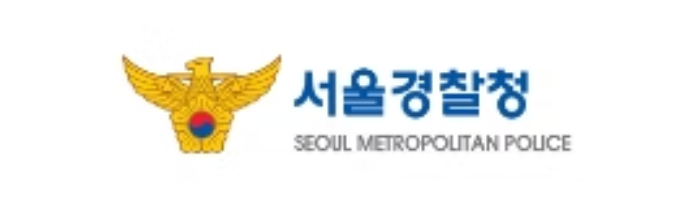 서울경찰청
SEOUL METROPOLITAN POLICE